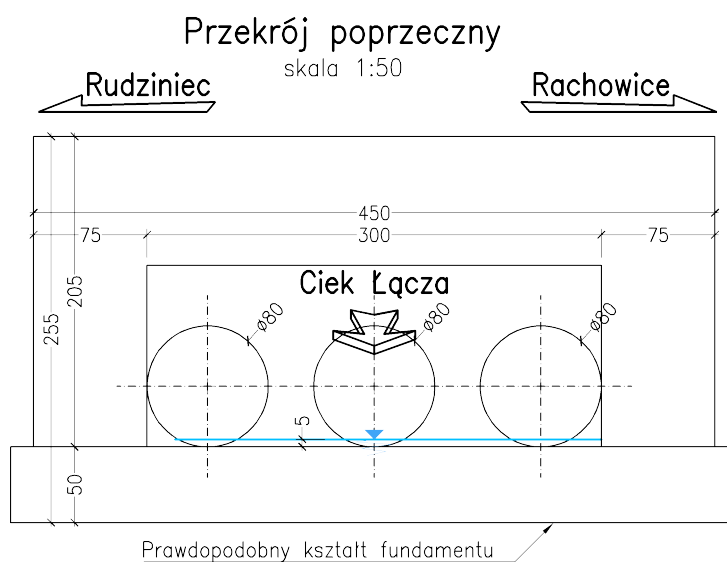 Przekrój poprzeczny
skala 1:50
Rudziniec
Rachowice
450
75
300
75
Ciek Łącza
205
255
ø80
ø80
ø80
5
50
Prawdopodobny kształt fundamentu